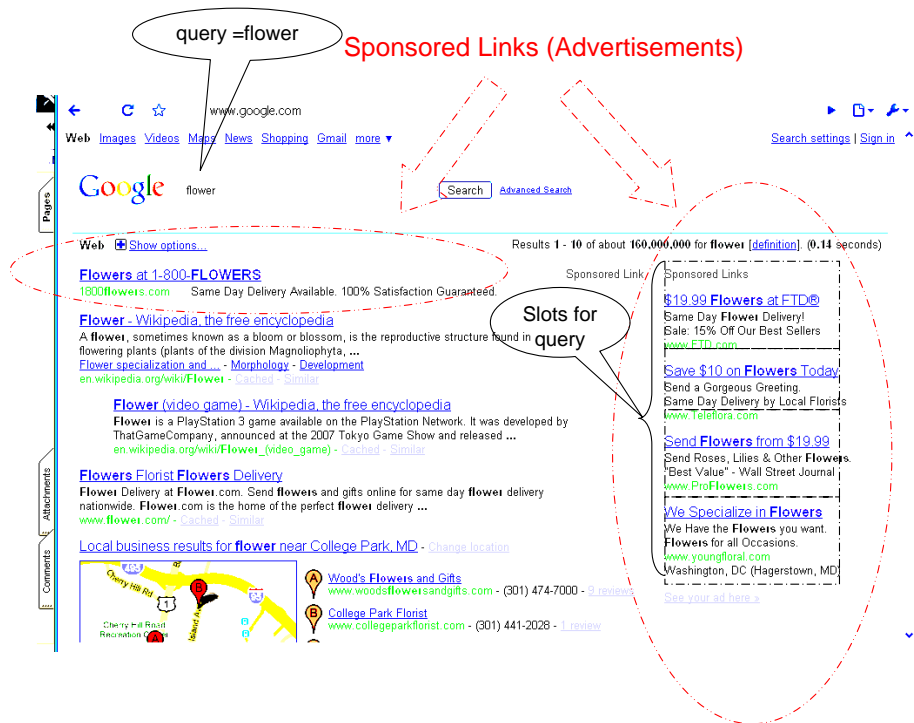 query =flower
Sponsored Links (Advertisements)
www.google.com
Web Images Videos Maps News Shopping Gmail more ▼
Search settings | Sign in
Google
flower
Search
Advanced Search
Pages
Attachments
Comments
Web Show options...
Results 1 - 10 of about 160,000,000 for flower [definition]. (0.14 seconds)
Flowers at 1-800-FLOWERS
Sponsored Link
1800flowers.com Same Day Delivery Available. 100% Satisfaction Guaranteed.
Flower - Wikipedia, the free encyclopedia
A flower, sometimes known as a bloom or blossom, is the reproductive structure found in
flowering plants (plants of the division Magnoliophyta, ...
Flower specialization and ... - Morphology - Development
en.wikipedia.org/wiki/Flower - Cached - Similar
Flower (video game) - Wikipedia, the free encyclopedia
Flower is a PlayStation 3 game available on the PlayStation Network. It was developed by
ThatGameCompany, announced at the 2007 Tokyo Game Show and released ...
en.wikipedia.org/wiki/Flower_(video_game) - Cached - Similar
Flowers Florist Flowers Delivery
Flower Delivery at Flower.com. Send flowers and gifts online for same day flower delivery
nationwide. Flower.com is the home of the perfect flower delivery ...
www.flower.com/ - Cached - Similar
Local business results for flower near College Park, MD - Change location
Cherry Hill Rd
1
Island Av
Cherry Hill Road
B
A
A
Wood's Flowers and Gifts
www.woodsflowersandgifts.com - (301) 474-7000 - 9 reviews
B
College Park Florist
www.collegeparkflorist.com - (301) 441-2028 - 1 review
Slots for
query
Sponsored Links
$19.99 Flowers at FTD®
Same Day Flower Delivery!
Sale: 15% Off Our Best Sellers
www.FTD.com
Save $10 on Flowers Today
Send a Gorgeous Greeting.
Same Day Delivery by Local Florists
www.Teleflora.com
Send Flowers from $19.99
Send Roses, Lilies & Other Flowers.
"Best Value" - Wall Street Journal
www.ProFlowers.com
We Specialize in Flowers
We Have the Flowers you want.
Flowers for all Occasions.
www.youngfloral.com
Washington, DC (Hagerstown, MD)
See your ad here »